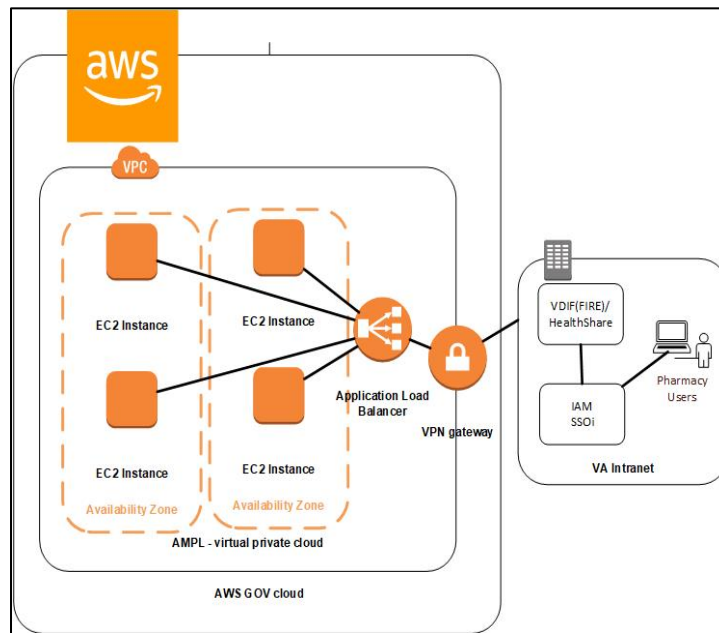 aws
VPC
EC2 Instance
EC2 Instance
EC2 Instance
EC2 Instance
Availability Zone
Availability Zone
Application Load
Balancer
VPN gateway
AMPL - virtual private cloud
AWS GOV cloud
VDIF(FIRE)/
HealthShare
IAM
SSOi
Pharmacy
Users
VA Intranet